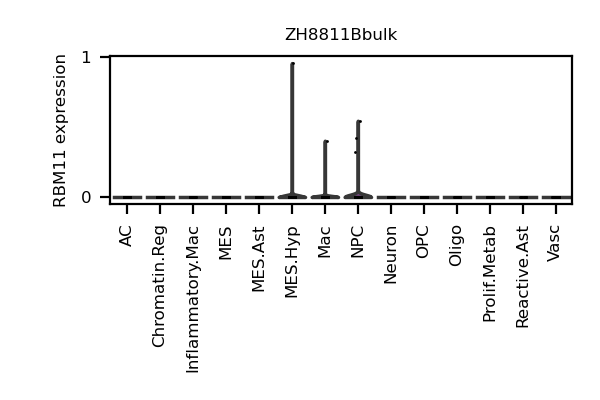 ZH8811Bbulk
RBM11 expression
1
0
AC
Chromatin.Reg
Inflammatory.Mac
MES
MES.Ast
MES.Hyp
Mac
NPC
Neuron
OPC
Oligo
Prolif.Metab
Reactive.Ast
Vasc